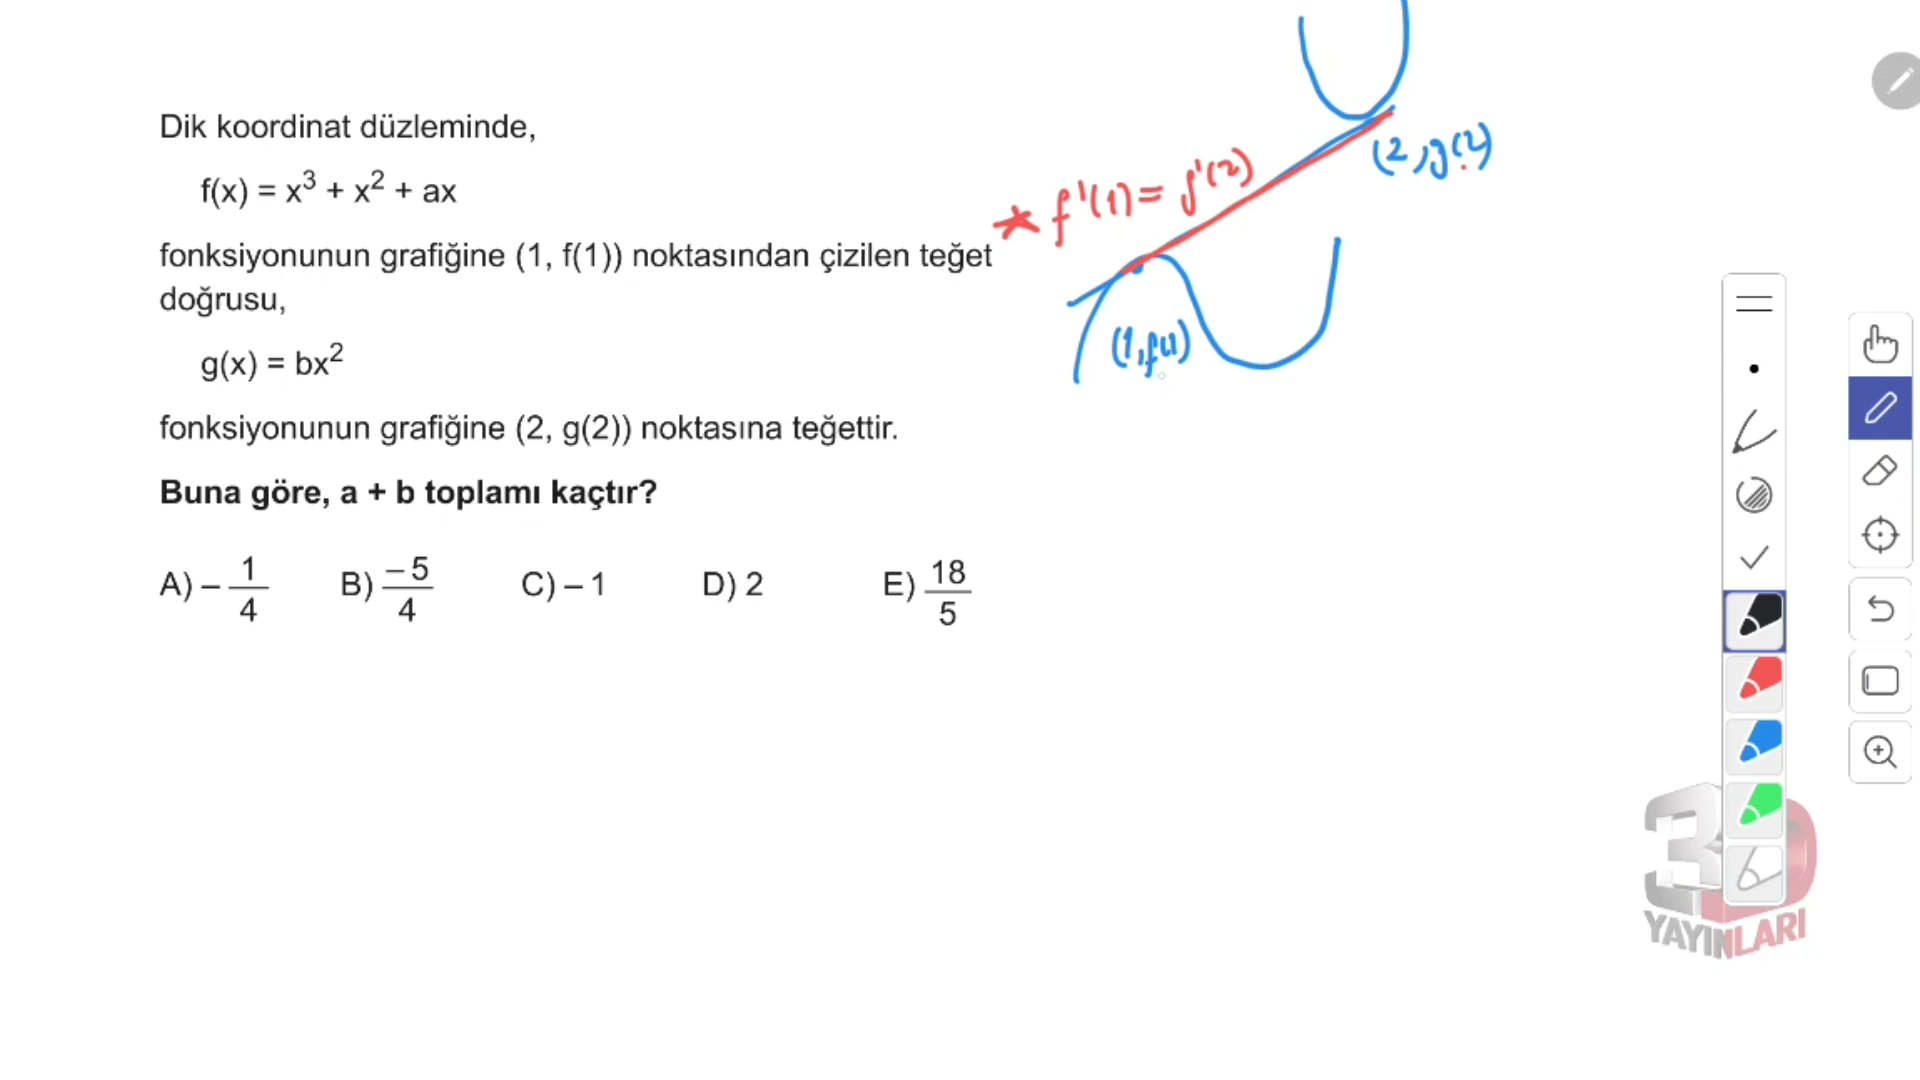 Dik koordinat düzleminde,
f(x) = x³ + x² + ax
fonksiyonunun grafiğine (1, f(1)) noktasından çizilen teğet
doğrusu,
g(x) = bx²
fonksiyonunun grafiğine (2, g(2)) noktasına teğettir.
Buna göre, a + b toplamı kaçtır?
A) – 1/4 B) –5/4 C) – 1 D) 2 E) 18/5
(2, g(2)
* f'(1) = g'(2)
(1, f(1)
3D
YAYINLARI